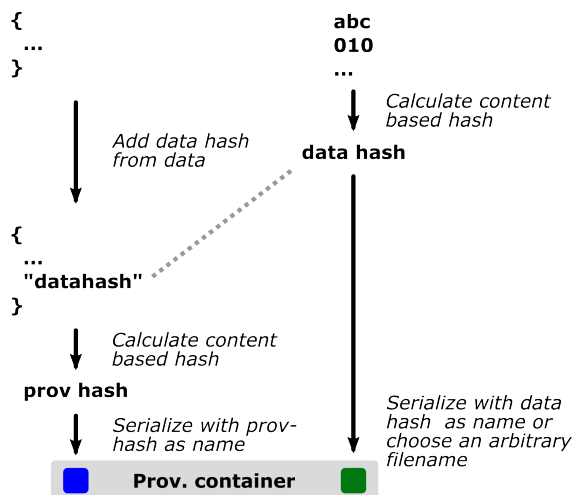 {
...
}
abc
010
...
Calculate content
based hash
Add data hash
from data
data hash
{
...
"datahash"
}
Calculate content
based hash
prov hash
Serialize with prov-
hash as name
Serialize with data
hash as name or
choose an arbitrary
filename
Prov. container